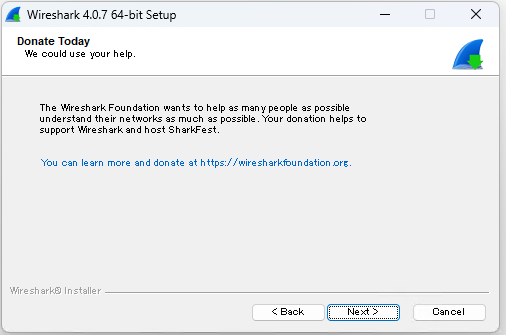 Wireshark 4.0.7 64-bit Setup
Donate Today
We could use your help.
The Wireshark Foundation wants to help as many people as possible
understand their networks as much as possible. Your donation helps to
support Wireshark and host SharkFest.
You can learn more and donate at https://wiresharkfoundation.org.
Wireshark® Installer
< Back
Next >
Cancel